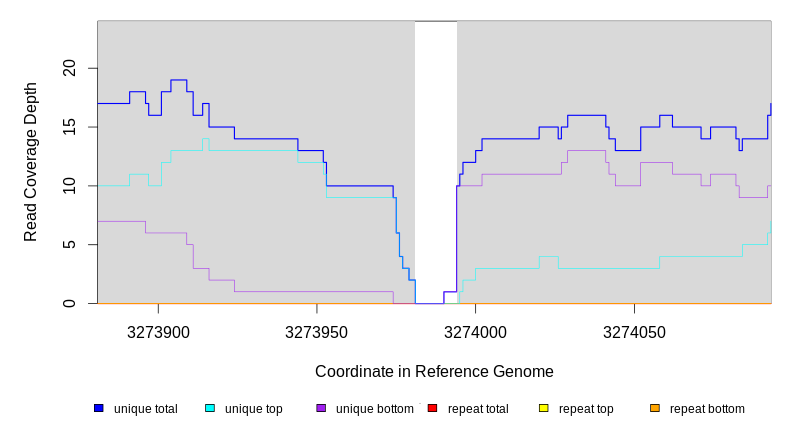 Read Coverage Depth
20
15
10
5
0
3273900 3273950 3274000 3274050
Coordinate in Reference Genome
unique total unique top unique bottom repeat total repeat top repeat bottom